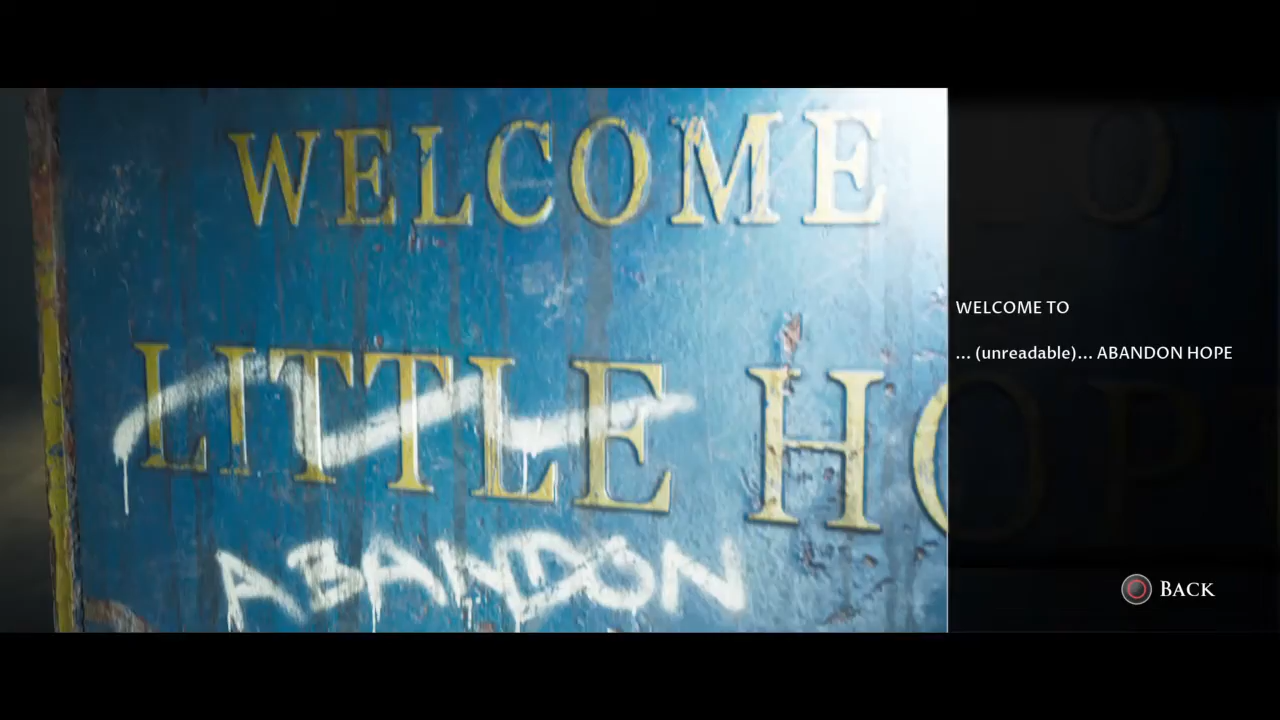 WELCOME
LITTLE HO
ABANDON
WELCOME TO
... (unreadable)... ABANDON HOPE
BACK